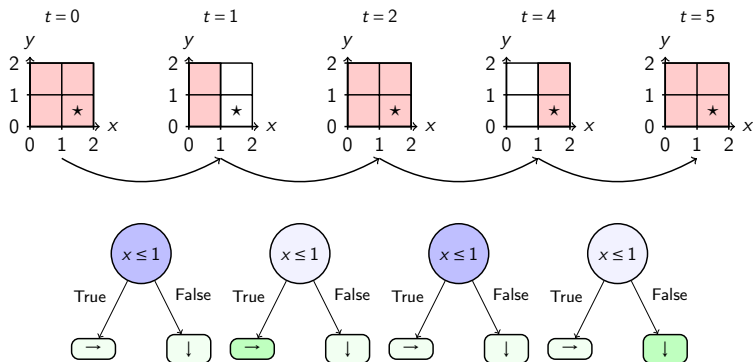 t = 0 t = 1 t = 2 t = 4 t = 5
y y y y y
2 2 2 2 2
1 1 1 1 1
⋆ ⋆ ⋆ ⋆ ⋆
0 x 0 x 0 x 0 x 0 x
0 1 2 0 1 2 0 1 2 0 1 2 0 1 2
x ≤ 1 x ≤ 1 x ≤ 1 x ≤ 1
True False True False True False True False
→ ↓ → ↓ → ↓ → ↓